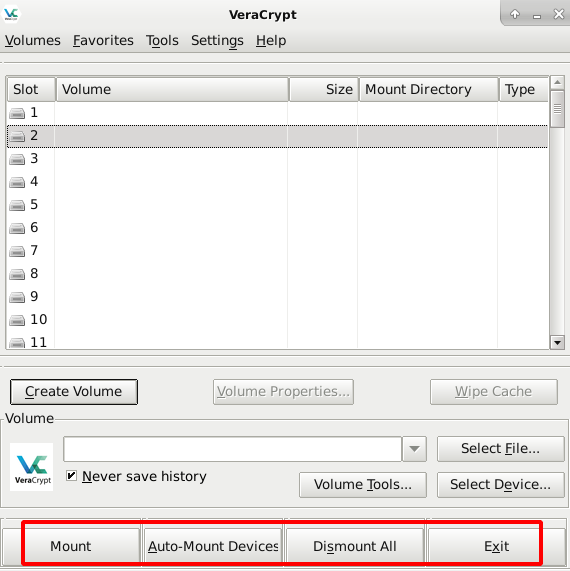 VeraCrypt
Volumes Favorites Tools Settings Help
Slot Volume Size Mount Directory Type
1
2
3
4
5
6
7
8
9
10
11
Create Volume Volume Properties... Wipe Cache
Volume
Select File...
VeraCrypt
Never save history
Volume Tools... Select Device...
Mount Auto-Mount Devices Dismount All Exit